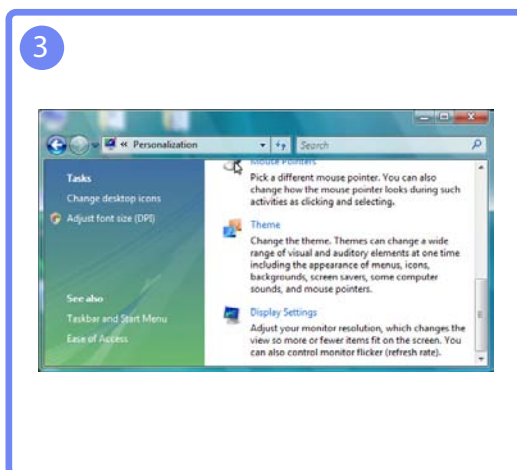 3
« Personalization
Search
Tasks
Change desktop icons
Adjust font size (DPI)
See also
Taskbar and Start Menu
Ease of Access
Mouse Pointers
Pick a different mouse pointer. You can also
change how the mouse pointer looks during such
activities as clicking and selecting.
Theme
Change the theme. Themes can change a wide
range of visual and auditory elements at one time
including the appearance of menus, icons,
backgrounds, screen savers, some computer
sounds, and mouse pointers.
Display Settings
Adjust your monitor resolution, which changes the
view so more or fewer items fit on the screen. You
can also control monitor flicker (refresh rate).